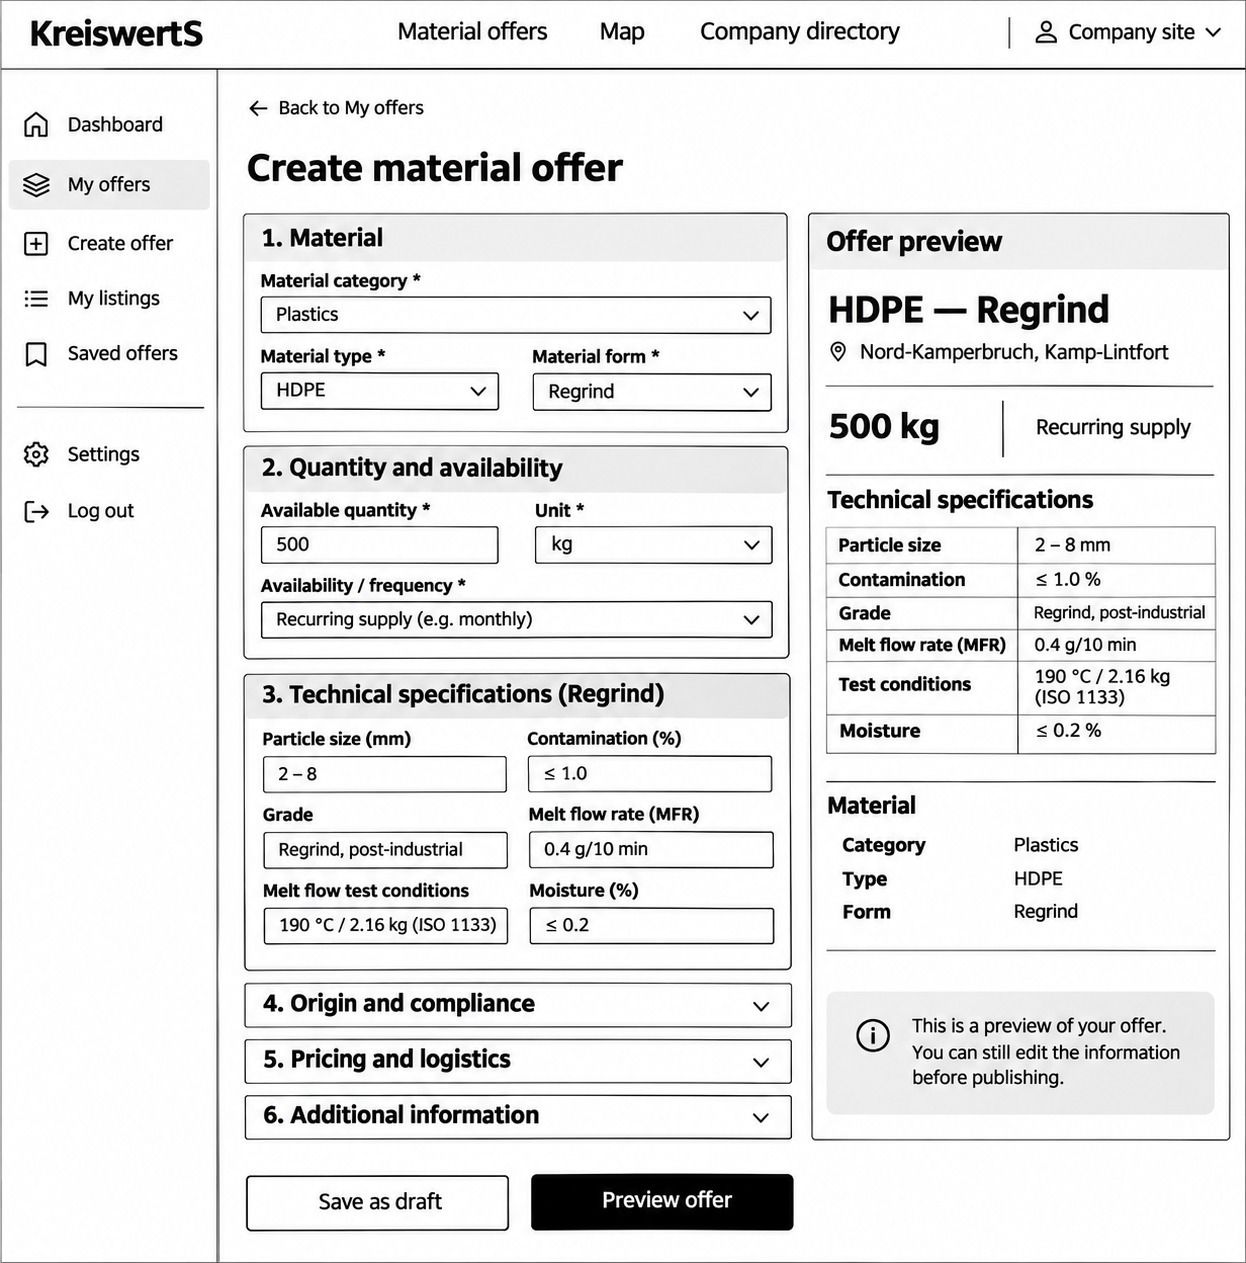 KreiswertS
Material offers
Map
Company directory
Company site
Dashboard
My offers
Create offer
My listings
Saved offers
Settings
Log out
Back to My offers
Create material offer
1. Material
Material category *
Plastics
Material type *
Material form *
HDPE
Regrind
2. Quantity and availability
Available quantity *
Unit *
500
kg
Availability / frequency *
Recurring supply (e.g. monthly)
3. Technical specifications (Regrind)
Particle size (mm)
Contamination (%)
2 – 8
≤ 1.0
Grade
Melt flow rate (MFR)
Regrind, post-industrial
0.4 g/10 min
Melt flow test conditions
Moisture (%)
190 °C / 2.16 kg (ISO 1133)
≤ 0.2
4. Origin and compliance
5. Pricing and logistics
6. Additional information
Save as draft
Preview offer
Offer preview
HDPE — Regrind
Nord-Kamperbruch, Kamp-Lintfort
500 kg
Recurring supply
Technical specifications
Particle size
2 – 8 mm
Contamination
≤ 1.0 %
Grade
Regrind, post-industrial
Melt flow rate (MFR)
0.4 g/10 min
Test conditions
190 °C / 2.16 kg
(ISO 1133)
Moisture
≤ 0.2 %
Material
Category
Plastics
Type
HDPE
Form
Regrind
This is a preview of your offer.
You can still edit the information
before publishing.